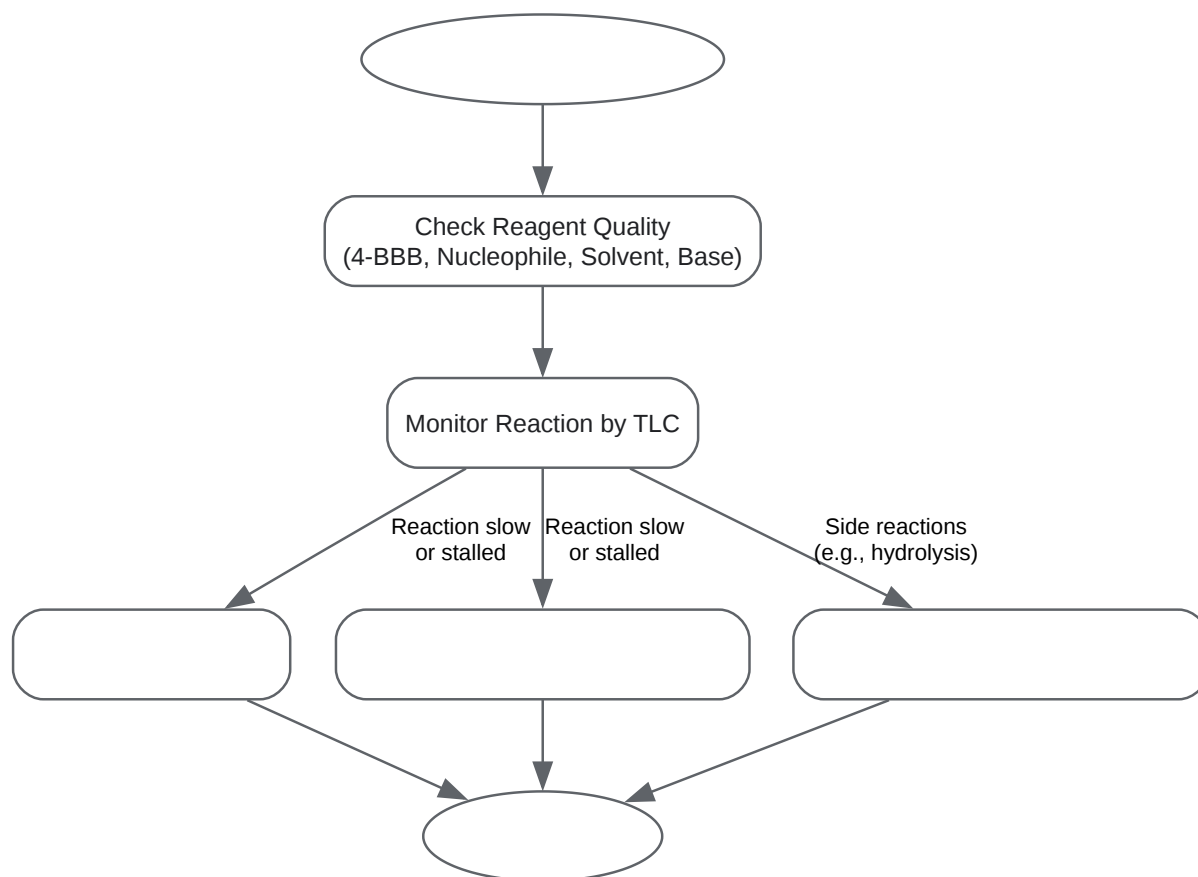 Check Reagent Quality
(4-BBB, Nucleophile, Solvent, Base)
Monitor Reaction by TLC
Reaction slow
or stalled
Reaction slow
or stalled
Side reactions
(e.g., hydrolysis)